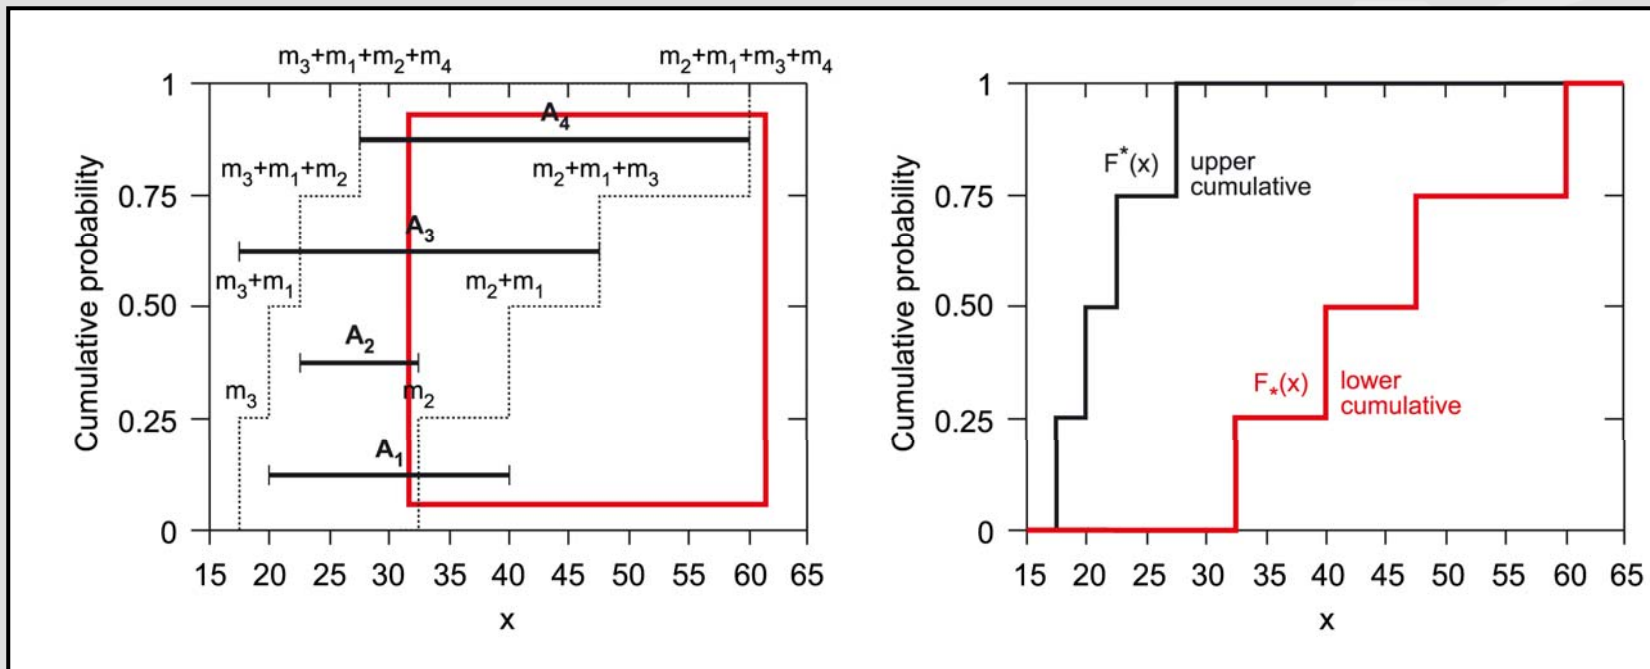 m₃+m₁+m₂+m₄
m₂+m₁+m₃+m₄
1
A₄
m₃+m₁+m₂
m₂+m₁+m₃
0.75
A₃
m₃+m₁
m₂+m₁
0.50
A₂
m₃
m₂
0.25
A₁
0
15 20 25 30 35 40 45 50 55 60 65
x
Cumulative probability
1
F*(x)
upper
cumulative
0.75
0.50
F*(x)
lower
cumulative
0.25
0
15 20 25 30 35 40 45 50 55 60 65
x
Cumulative probability